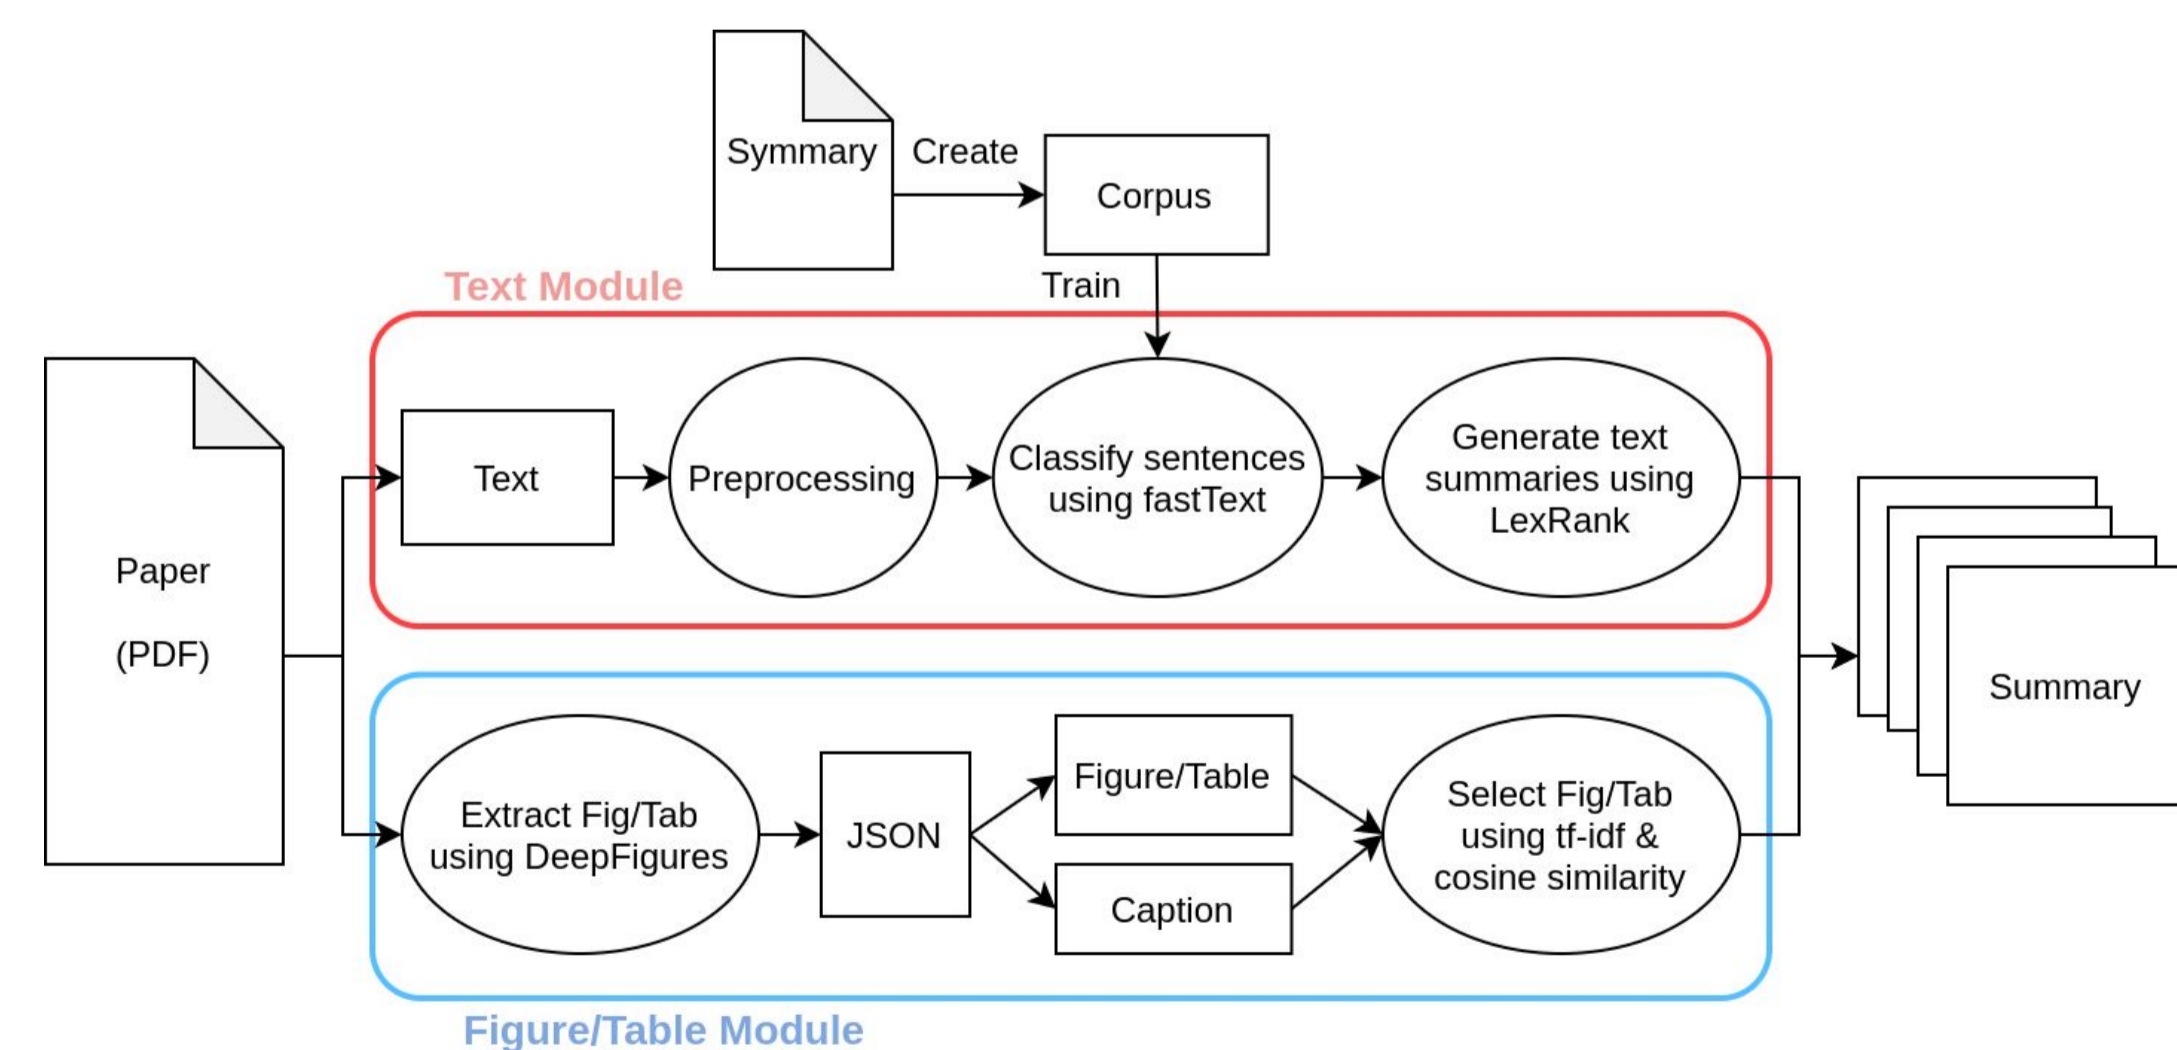 Symmary
Create
Corpus
Train
Text Module
Paper
(PDF)
Text
Preprocessing
Classify sentences
using fastText
Generate text
summaries using
LexRank
Extract Fig/Tab
using DeepFigures
JSON
Figure/Table
Caption
Select Fig/Tab
using tf-idf &
cosine similarity
Summary
Figure/Table Module